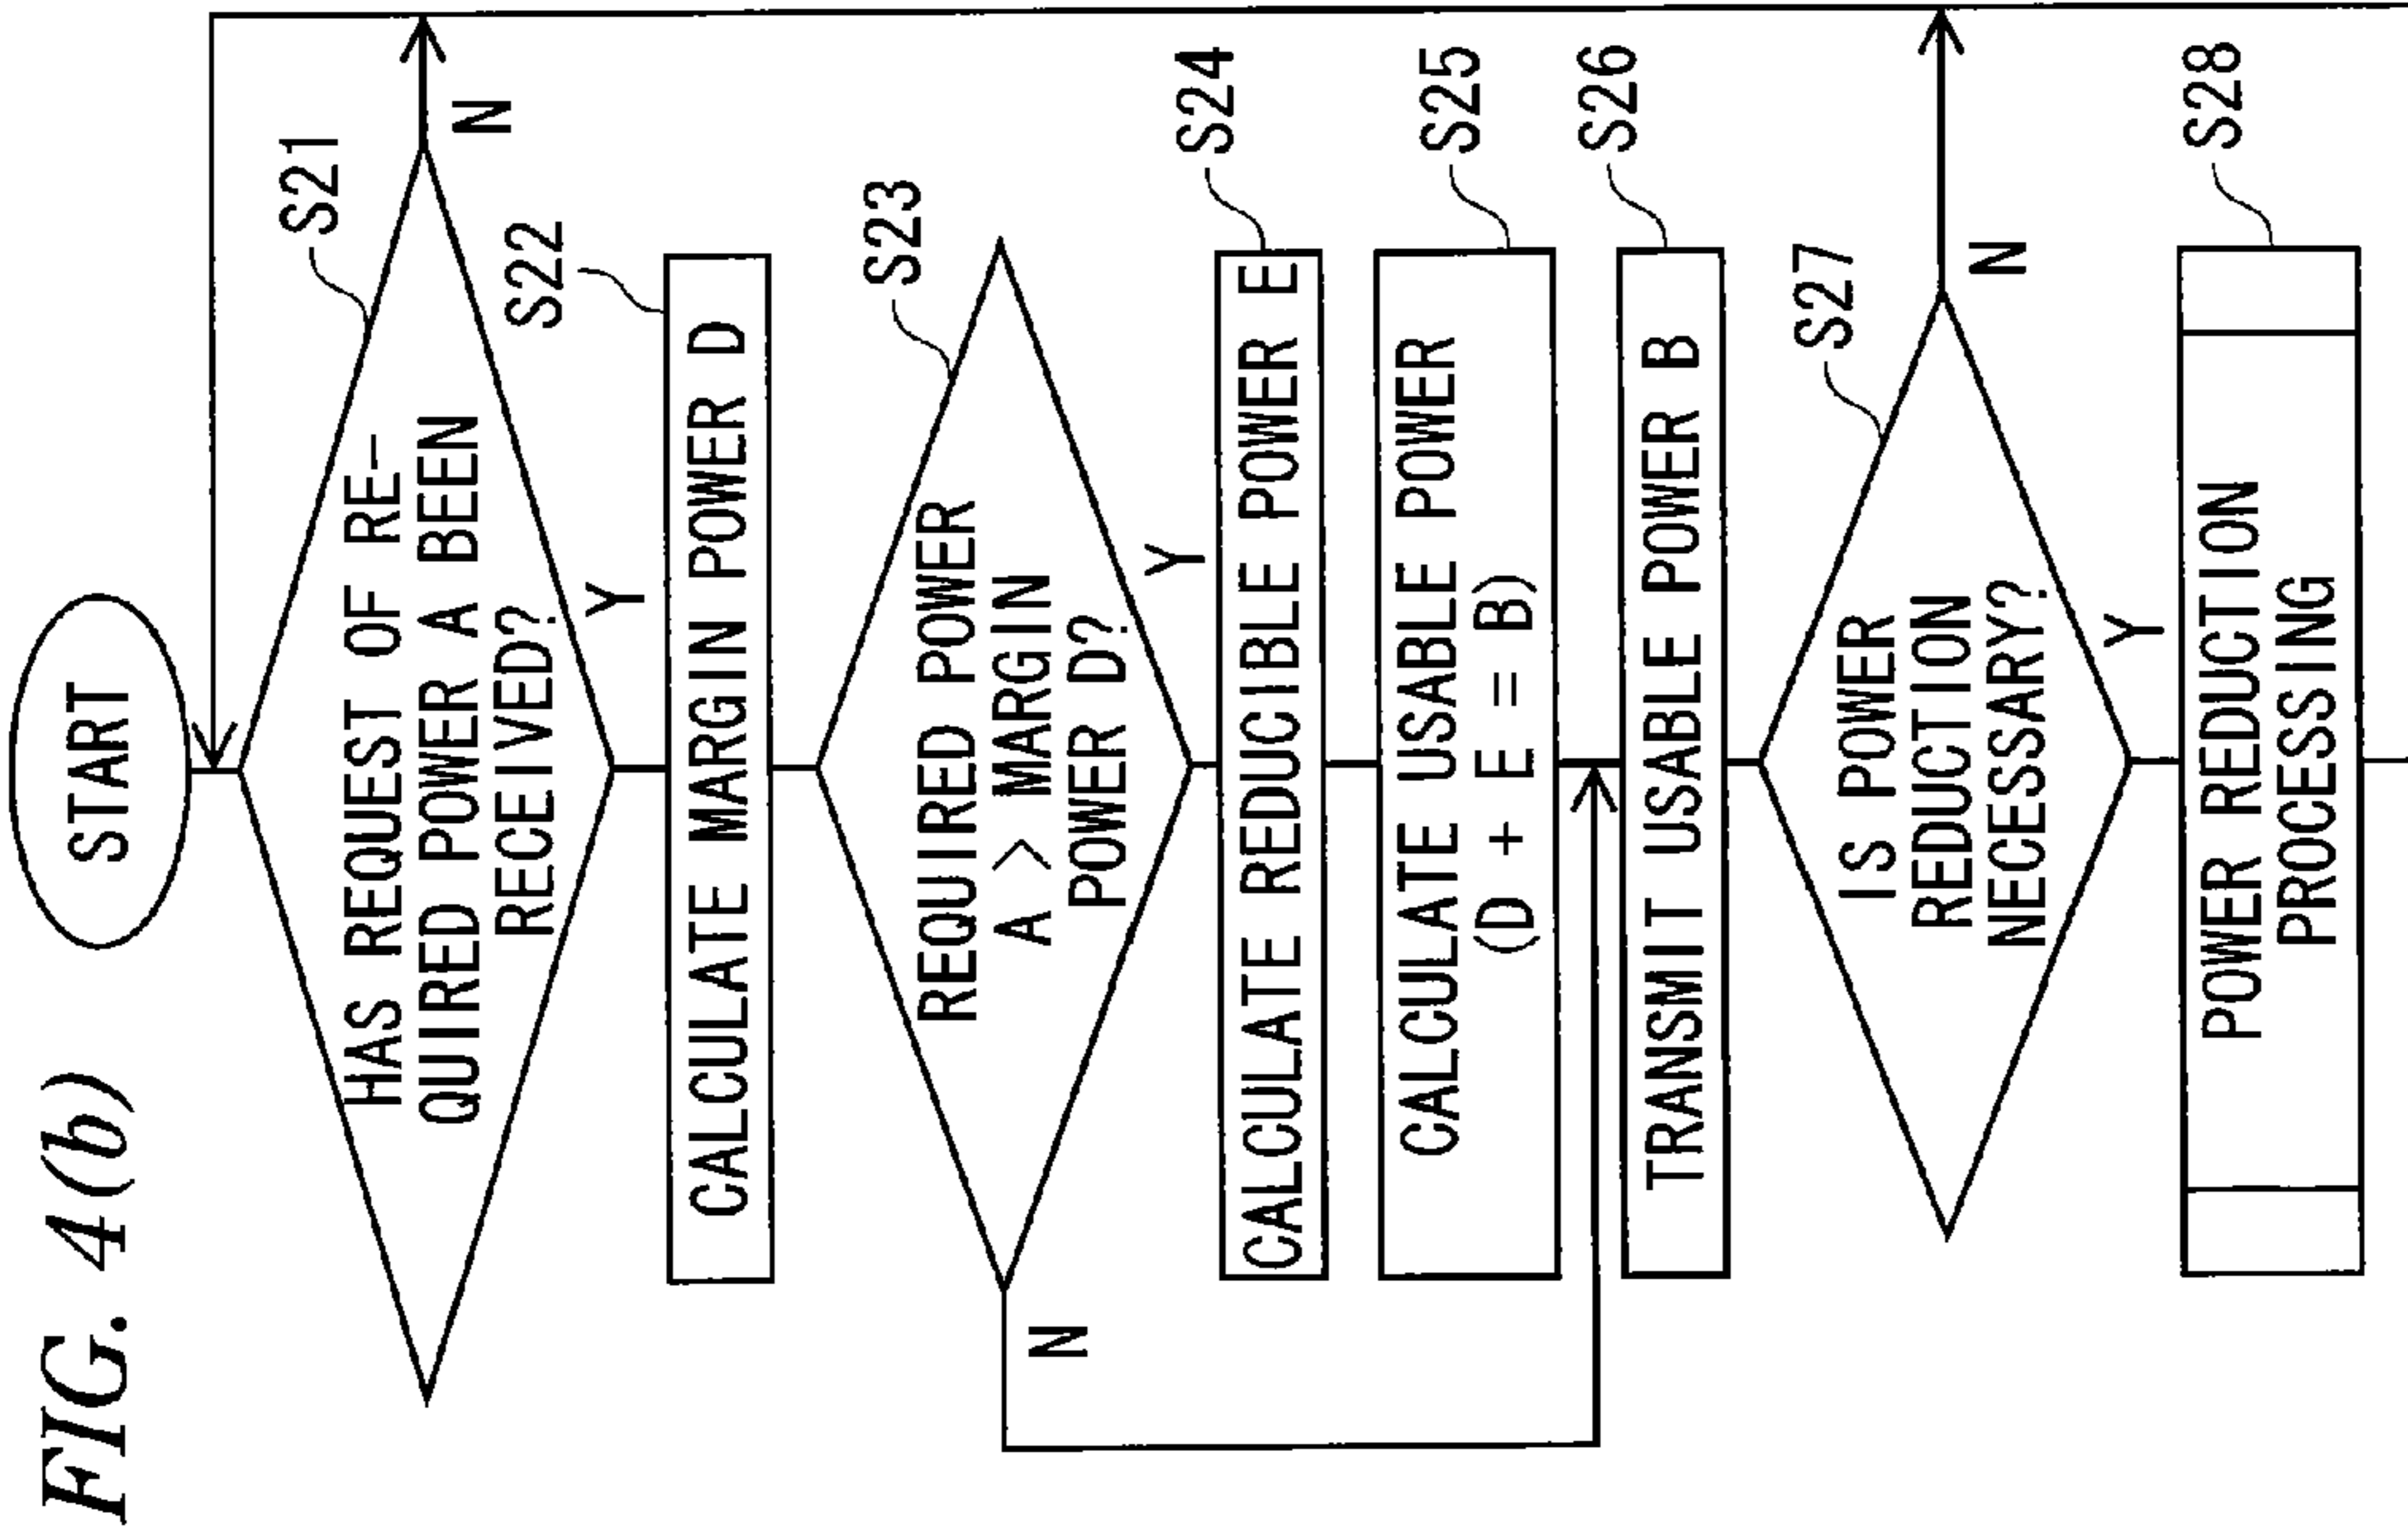 FIG. 4(b)
START
HAS REQUEST OF RE-
QUIRED POWER A BEEN
RECEIVED?
S21
N
Y
S22
CALCULATE MARGIN POWER D
S23
REQUIRED POWER
A > MARGIN
POWER D?
N
Y
S24
CALCULATE REDUCIBLE POWER E
S25
CALCULATE USABLE POWER
(D + E = B)
S26
TRANSMIT USABLE POWER B
S27
IS POWER
REDUCTION
NECESSARY?
N
Y
S28
POWER REDUCTION
PROCESSING